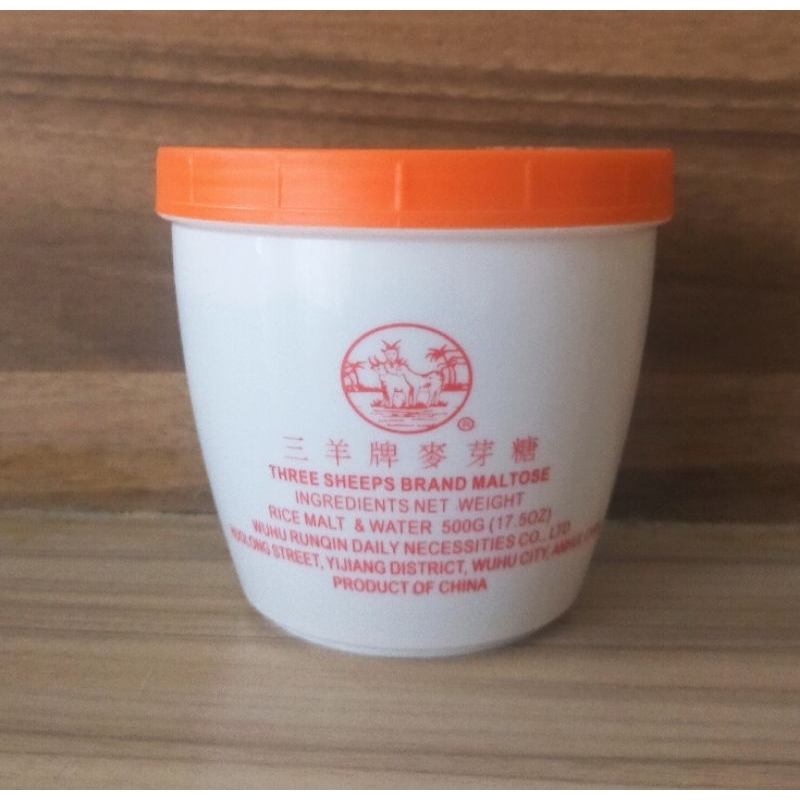 ®
三羊牌麥芽糖
THREE SHEEPS BRAND MALTOSE
INGREDIENTS NET WEIGHT
RICE MALT & WATER 500G (17.5OZ)
WUHU RUNQIN DAILY NECESSITIES CO., LTD
STREET, YIJIANG DISTRICT, WUHU CITY,
PRODUCT OF CHINA